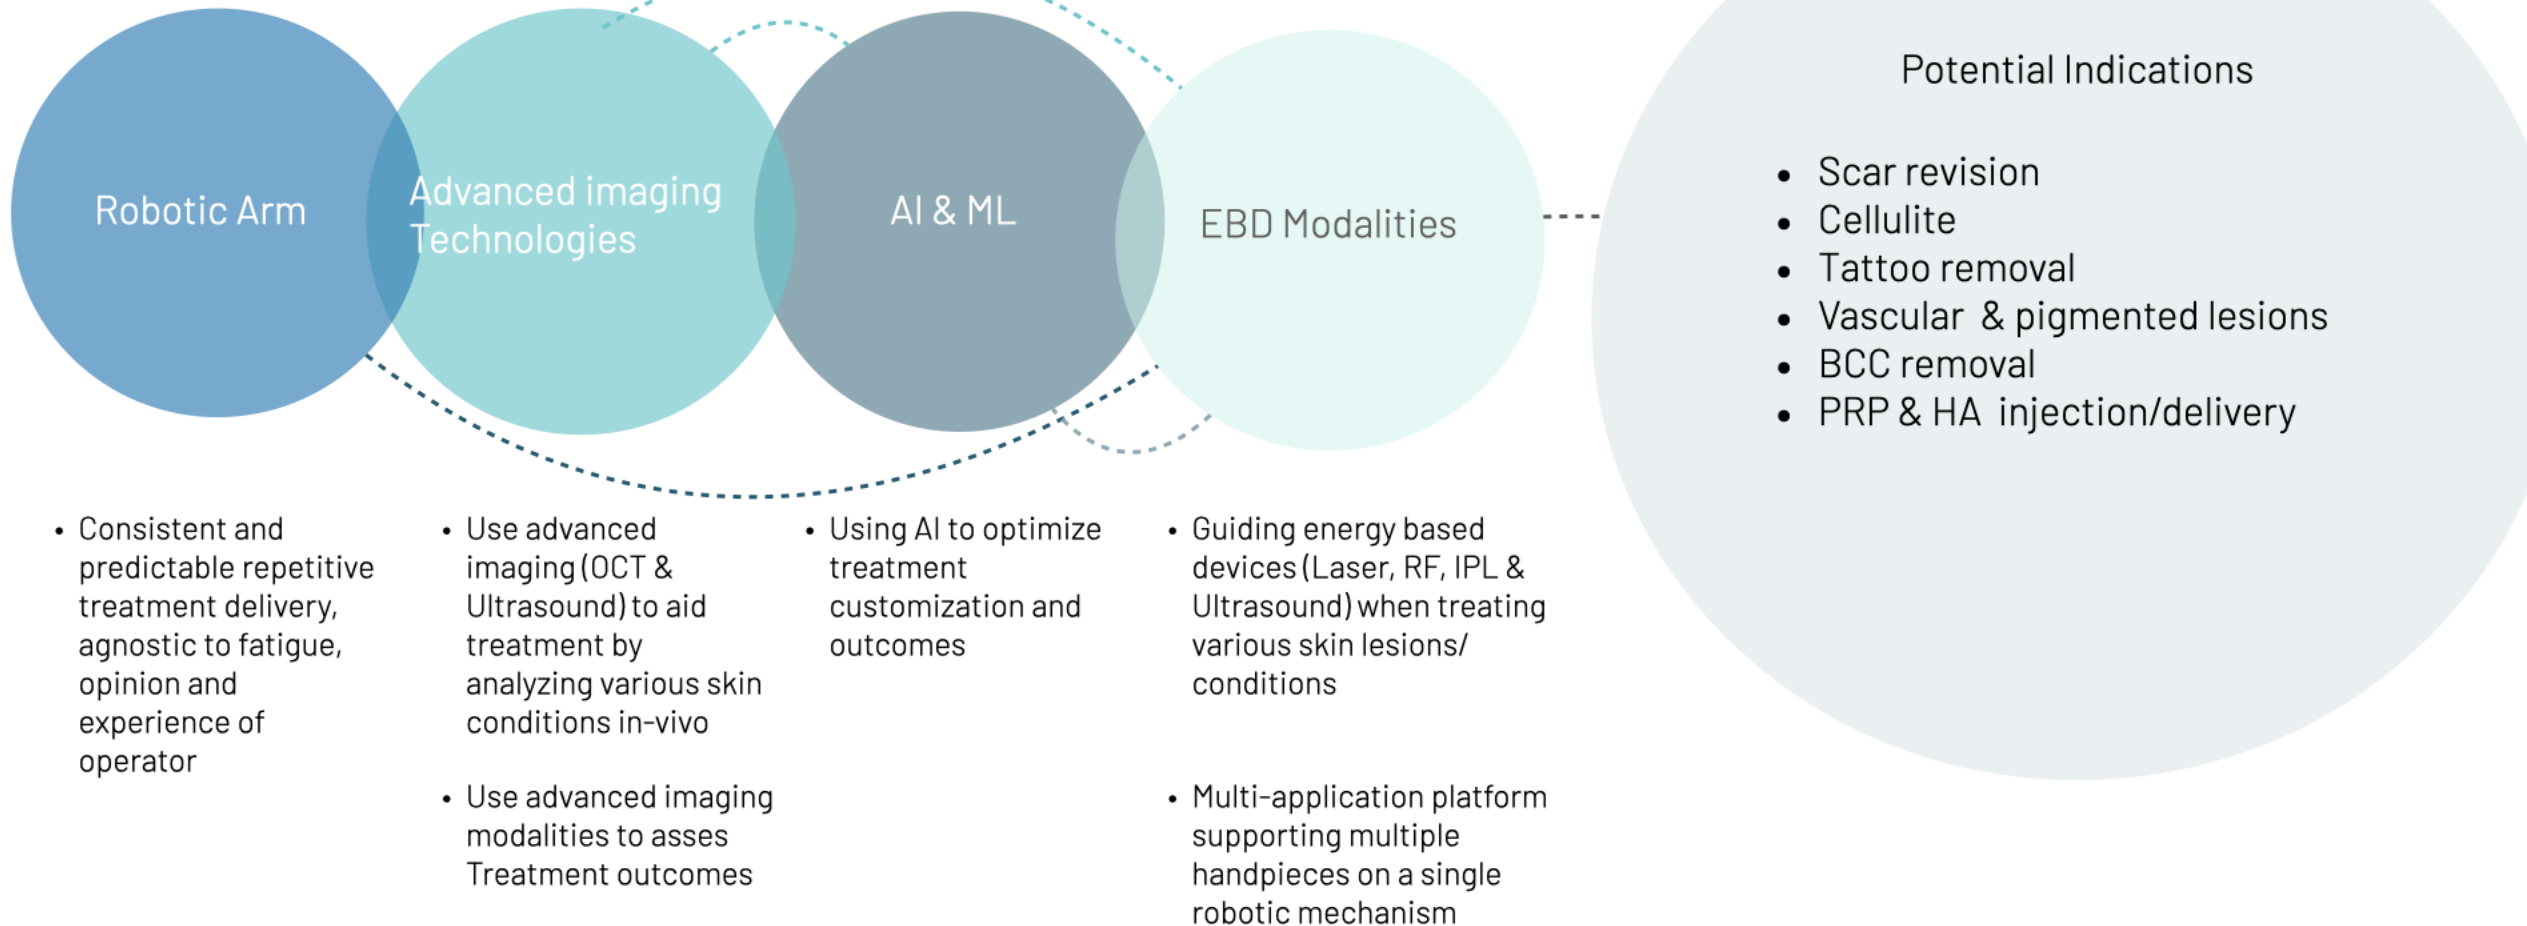 Robotic Arm
Advanced imaging
Technologies
AI & ML
EBD Modalities
Potential Indications
• Scar revision
• Cellulite
• Tattoo removal
• Vascular & pigmented lesions
• BCC removal
• PRP & HA injection/delivery
• Consistent and
predictable repetitive
treatment delivery,
agnostic to fatigue,
opinion and
experience of
operator
• Use advanced
imaging (OCT &
Ultrasound) to aid
treatment by
analyzing various skin
conditions in-vivo
• Use advanced imaging
modalities to asses
Treatment outcomes
• Using AI to optimize
treatment
customization and
outcomes
• Guiding energy based
devices (Laser, RF, IPL &
Ultrasound) when treating
various skin lesions/
conditions
• Multi-application platform
supporting multiple
handpieces on a single
robotic mechanism